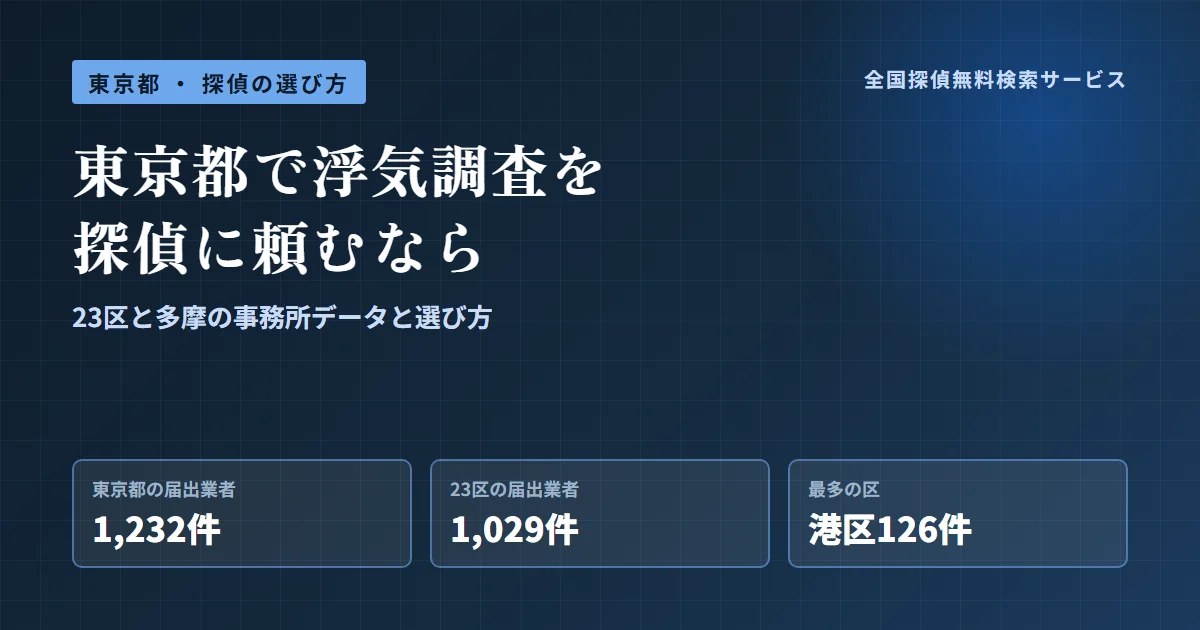 東京都 ・ 探偵の選び方
全国探偵無料検索サービス
東京都で浮気調査を
探偵に頼むなら
23区と多摩の事務所データと選び方
東京都の届出業者
1,232件
23区の届出業者
1,029件
最多の区
港区126件